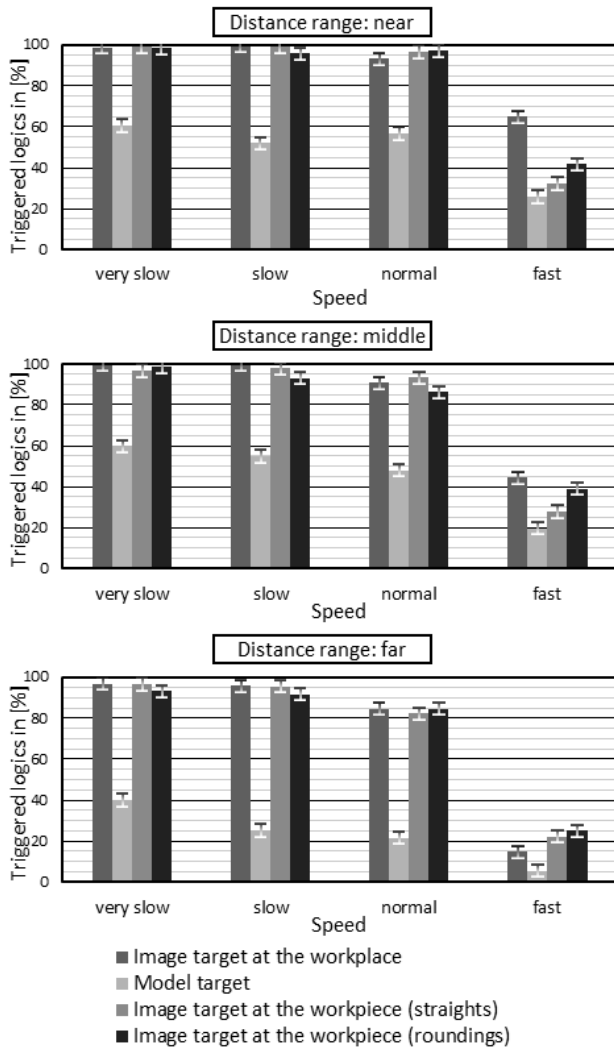 Distance range: near
Triggered logics in [%]
100
80
60
40
20
0
very slow slow normal fast
Speed
Distance range: middle
Triggered logics in [%]
100
80
60
40
20
0
very slow slow normal fast
Speed
Distance range: far
Triggered logics in [%]
100
80
60
40
20
0
very slow slow normal fast
Speed
Image target at the workplace
Model target
Image target at the workpiece (straights)
Image target at the workpiece (roundings)